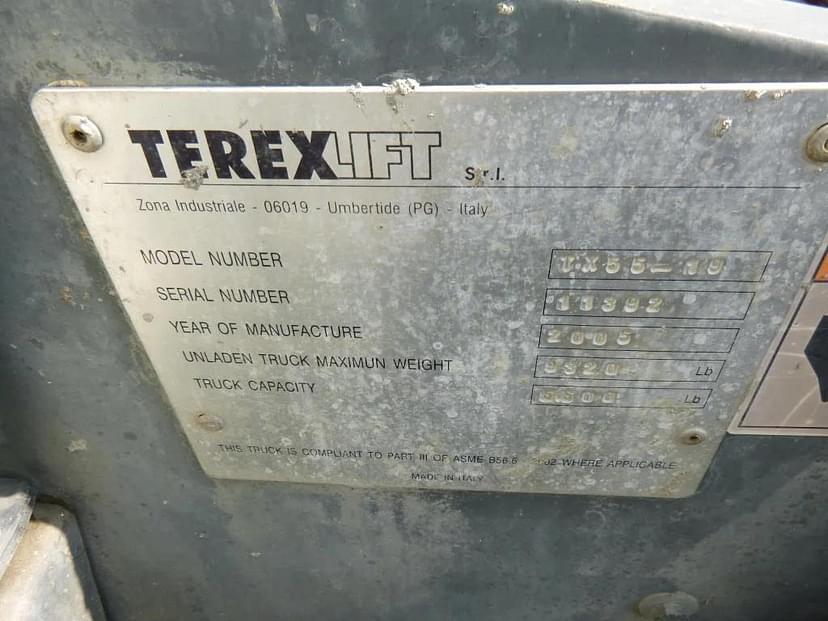 TEREXLIFT S.r.l.
Zona Industriale - 06019 - Umbertide (PG) - Italy
MODEL NUMBER TX55-19
SERIAL NUMBER 11392
YEAR OF MANUFACTURE 2005
UNLADEN TRUCK MAXIMUN WEIGHT 9320 Lb
TRUCK CAPACITY 5500 Lb
THIS TRUCK IS COMPLIANT TO PART III OF ASME B56.6 2002 WHERE APPLICABLE
MADE IN ITALY